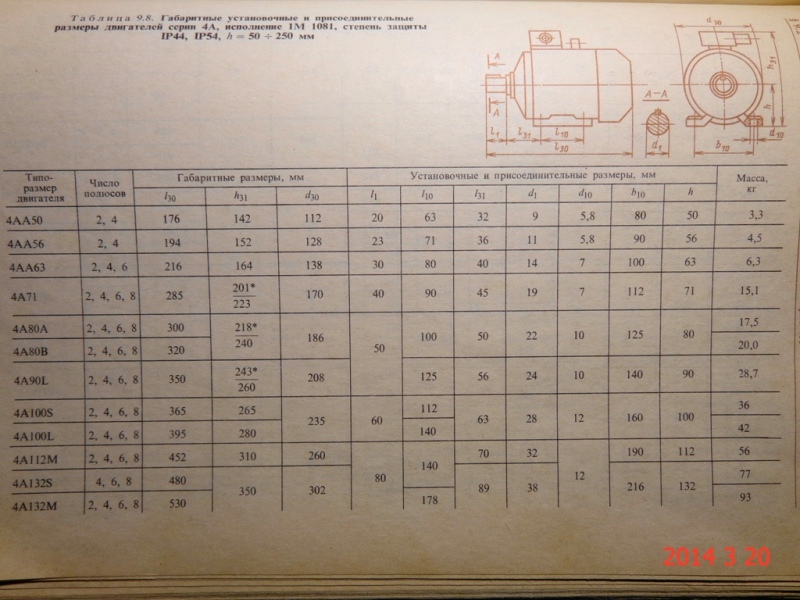 Таблица 9.8. Габаритные установочные и присоединительные
размеры двигателей серии 4А, исполнение 1М 1081, степень защиты
IP44, IP54, h = 50 ÷ 250 мм
А
А
А–А
l1
l31
l10
l30
d1
d30
h31
h
b10
d10
Типо-размер двигателя Число полюсов Габаритные размеры, мм Установочные и присоединительные размеры, мм Масса, кг
l30 h31 d30 l1 l10 l31 d1 d10 b10 h
4АА50 2, 4 176 142 112 20 63 32 9 5,8 80 50 3,3
4АА56 2, 4 194 152 128 23 71 36 11 5,8 90 56 4,5
4АА63 2, 4, 6 216 164 138 30 80 40 14 7 100 63 6,3
4А71 2, 4, 6, 8 285 201*/223 170 40 90 45 19 7 112 71 15,1
4А80А 2, 4, 6, 8 300 218*/240 186 50 100 50 22 10 125 80 17,5
4А80В 2, 4, 6, 8 320 20,0
4А90L 2, 4, 6, 8 350 243*/260 208 125 56 24 10 140 90 28,7
4А100S 2, 4, 6, 8 365 265 235 60 112 63 28 12 160 100 36
4А100L 2, 4, 6, 8 395 280 140 42
4А112М 2, 4, 6, 8 452 310 260 80 140 70 32 12 190 112 56
4А132S 4, 6, 8 480 350 302 89 38 216 132 77
4А132М 2, 4, 6, 8 530 178 93
2014 3 20